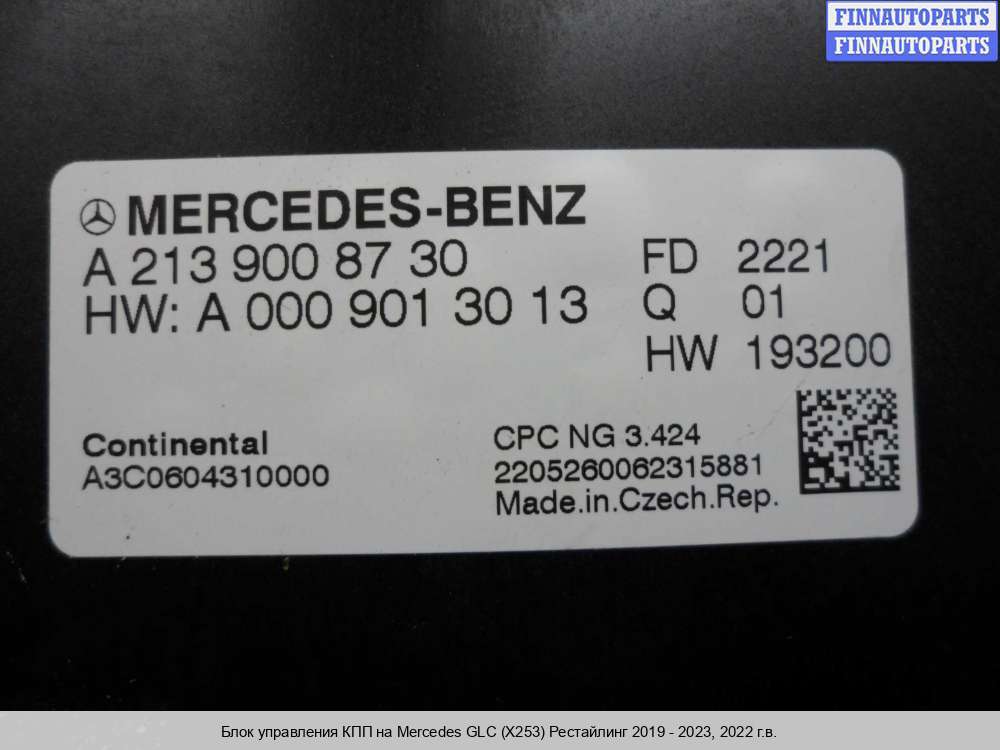 FINNAUTOPARTS
FINNAUTOPARTS
MERCEDES-BENZ
A 213 900 87 30
HW: A 000 901 30 13
FD 2221
Q 01
HW 193200
Continental
A3C0604310000
CPC NG 3.424
2205260062315881
Made.in.Czech.Rep.
Блок управления КПП на Mercedes GLC (X253) Рестайлинг 2019 - 2023, 2022 г.в.